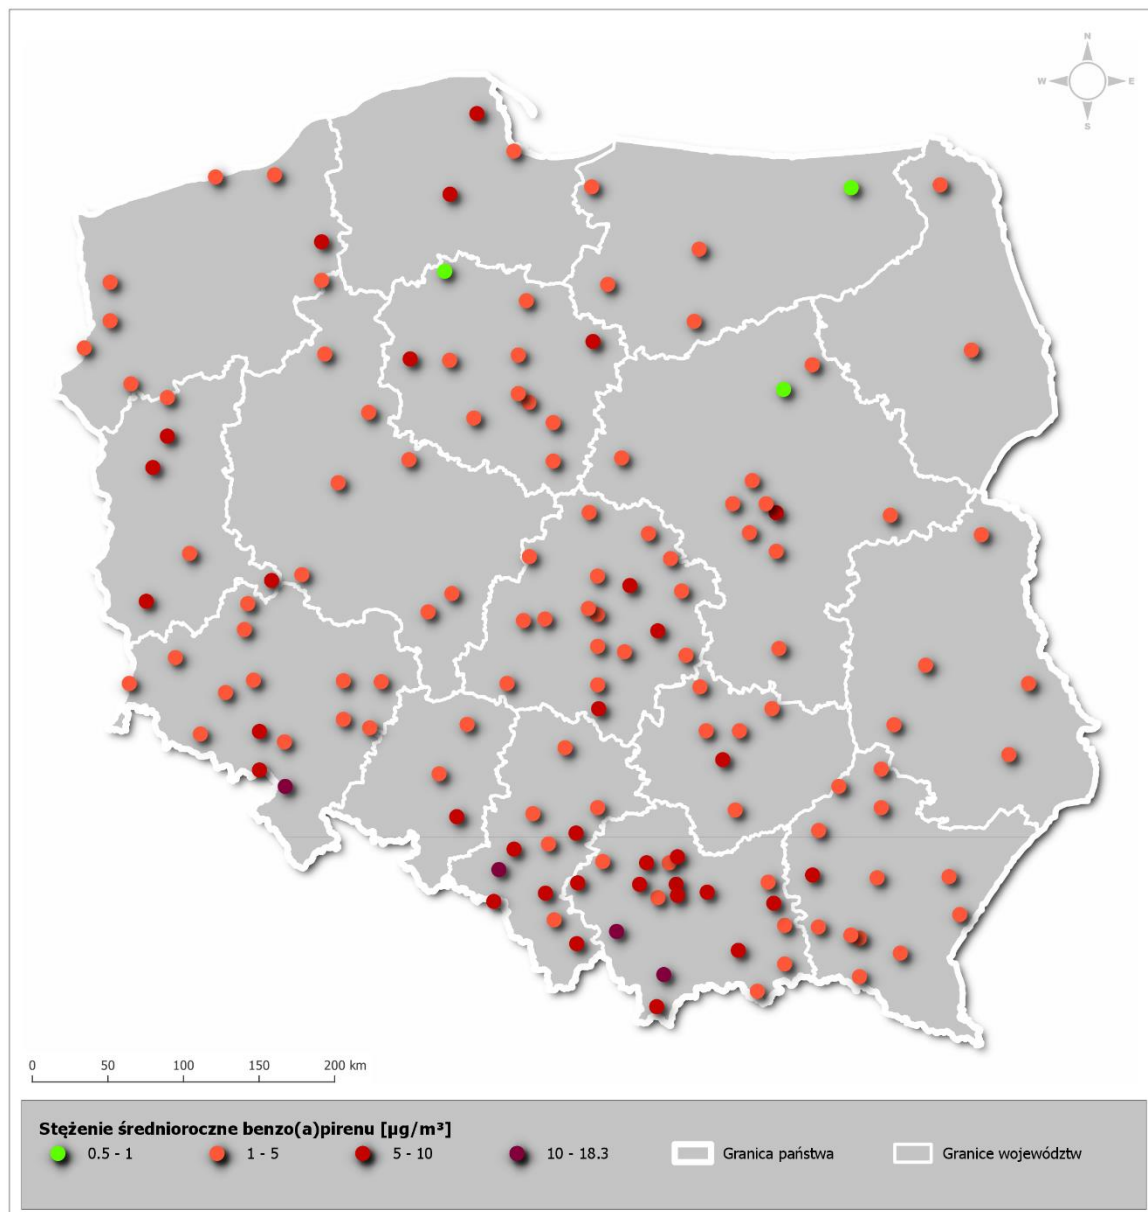 N
W E
S
0 50 100 150 200 km
Stężenie średnioroczne benzo(a)pirenu [µg/m³]
0.5 - 1 1 - 5 5 - 10 10 - 18.3 Granica państwa Granice województw